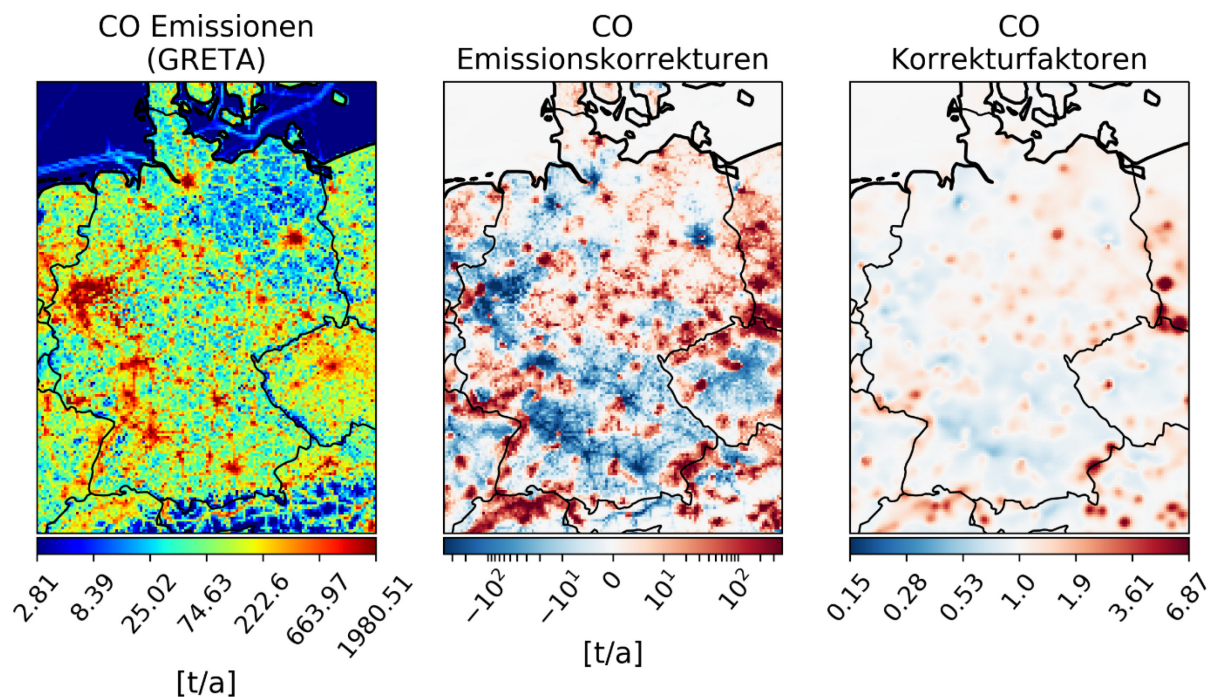 CO Emissionen
(GRETA)
2.81
8.39
25.02
74.63
222.6
663.97
1980.51
[t/a]
CO
Emissionskorrekturen
−10²
−10¹
0
10¹
10²
[t/a]
CO
Korrekturfaktoren
0.15
0.28
0.53
1.0
1.9
3.61
6.87